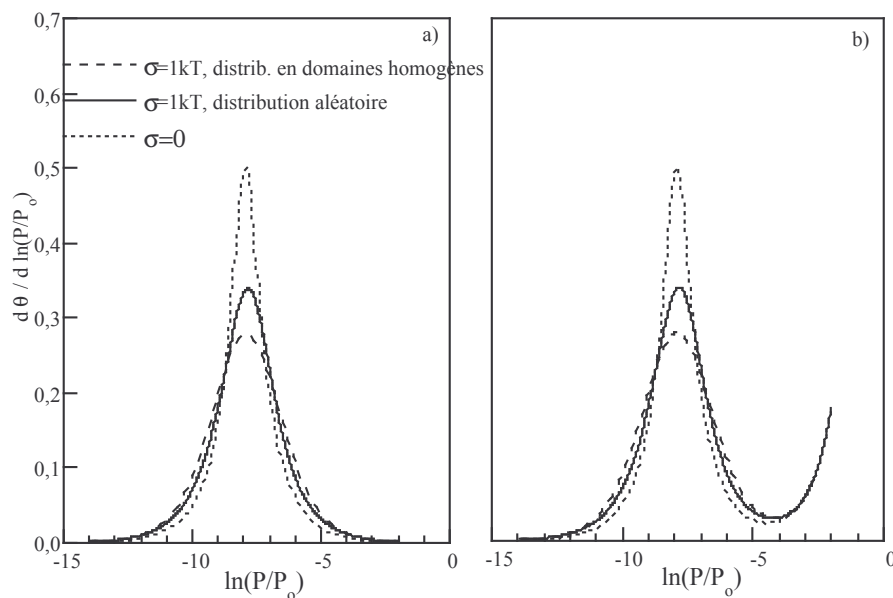 0,7
0,6
0,5
0,4
0,3
0,2
0,1
0,0
d θ / d ln(P/Po)
a)
σ=1kT, distrib. en domaines homogènes
σ=1kT, distribution aléatoire
σ=0
-15
-10
-5
0
ln(P/Po)
b)
-15
-10
-5
0
ln(P/Po)